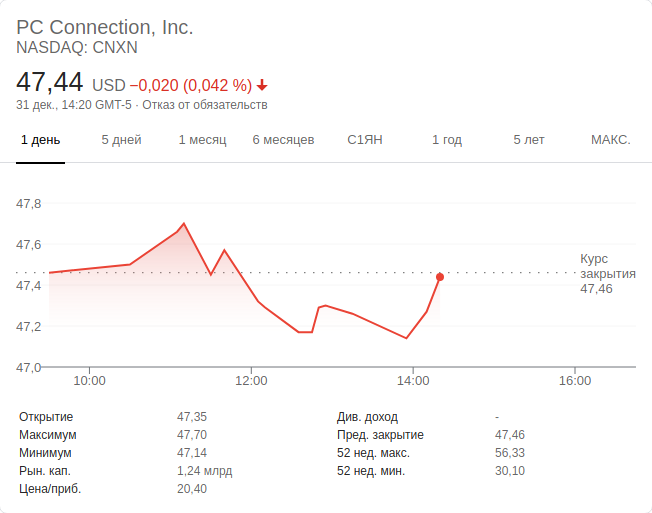 PC Connection, Inc.
NASDAQ: CNXN
47,44 USD −0,020 (0,042 %)
31 дек., 14:20 GMT-5 · Отказ от обязательств
1 день 5 дней 1 месяц 6 месяцев С1ЯН 1 год 5 лет МАКС.
47,8
47,6
47,4
47,2
47,0
Курс
закрытия
47,46
10:00 12:00 14:00 16:00
Открытие 47,35
Максимум 47,70
Минимум 47,14
Рын. кап. 1,24 млрд
Цена/приб. 20,40
Див. доход -
Пред. закрытие 47,46
52 нед. макс. 56,33
52 нед. мин. 30,10